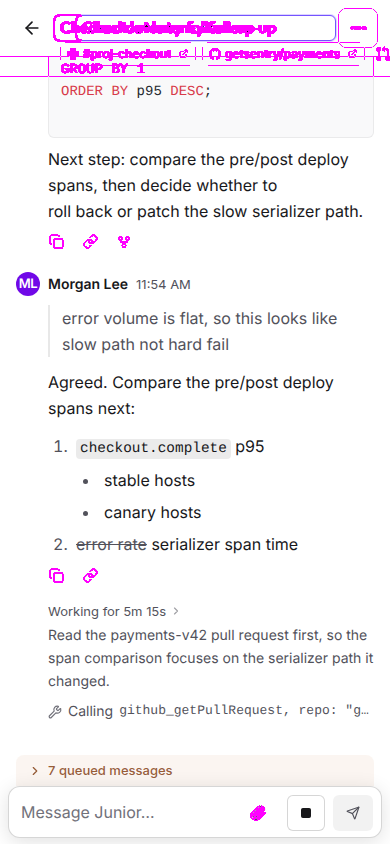 #proj-checkout getsentry/payments
GROUP BY 1
ORDER BY p95 DESC;
Next step: compare the pre/post deploy
spans, then decide whether to
roll back or patch the slow serializer path.
ML Morgan Lee 11:54 AM
error volume is flat, so this looks like
slow path not hard fail
Agreed. Compare the pre/post deploy
spans next:
1. checkout.complete p95
• stable hosts
• canary hosts
2. error rate serializer span time
Working for 5m 15s
Read the payments-v42 pull request first, so the
span comparison focuses on the serializer path it
changed.
Calling github_getPullRequest, repo: "g…
7 queued messages
Message Junior...